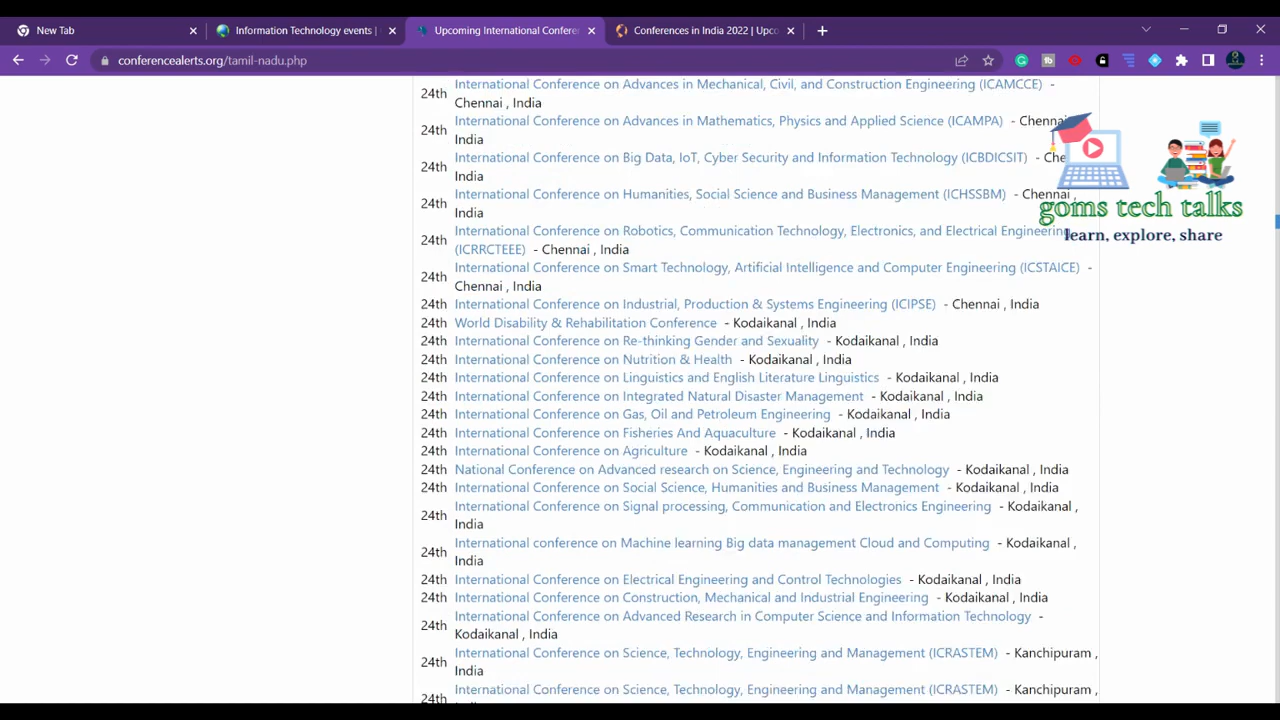 New Tab
Information Technology events |
Upcoming International Conferen
Conferences in India 2022 | Upco
conferencealerts.org/tamil-nadu.php
24th International Conference on Advances in Mechanical, Civil, and Construction Engineering (ICAMCCE) -
Chennai , India
24th International Conference on Advances in Mathematics, Physics and Applied Science (ICAMPA) - Chennai
India
24th International Conference on Big Data, IoT, Cyber Security and Information Technology (ICBDICSIT) - Che
India
24th International Conference on Humanities, Social Science and Business Management (ICHSSBM) - Chennai ,
India
24th International Conference on Robotics, Communication Technology, Electronics, and Electrical Engineering
(ICRRCTEEE) - Chennai , India
24th International Conference on Smart Technology, Artificial Intelligence and Computer Engineering (ICSTAICE) -
Chennai , India
24th International Conference on Industrial, Production & Systems Engineering (ICIPSE) - Chennai , India
24th World Disability & Rehabilitation Conference - Kodaikanal , India
24th International Conference on Re-thinking Gender and Sexuality - Kodaikanal , India
24th International Conference on Nutrition & Health - Kodaikanal , India
24th International Conference on Linguistics and English Literature Linguistics - Kodaikanal , India
24th International Conference on Integrated Natural Disaster Management - Kodaikanal , India
24th International Conference on Gas, Oil and Petroleum Engineering - Kodaikanal , India
24th International Conference on Fisheries And Aquaculture - Kodaikanal , India
24th International Conference on Agriculture - Kodaikanal , India
24th National Conference on Advanced research on Science, Engineering and Technology - Kodaikanal , India
24th International Conference on Social Science, Humanities and Business Management - Kodaikanal , India
24th International Conference on Signal processing, Communication and Electronics Engineering - Kodaikanal ,
India
24th International conference on Machine learning Big data management Cloud and Computing - Kodaikanal ,
India
24th International Conference on Electrical Engineering and Control Technologies - Kodaikanal , India
24th International Conference on Construction, Mechanical and Industrial Engineering - Kodaikanal , India
24th International Conference on Advanced Research in Computer Science and Information Technology -
Kodaikanal , India
24th International Conference on Science, Technology, Engineering and Management (ICRASTEM) - Kanchipuram ,
India
24th International Conference on Science, Technology, Engineering and Management (ICRASTEM) - Kanchipuram ,
goms tech talks
learn, explore, share